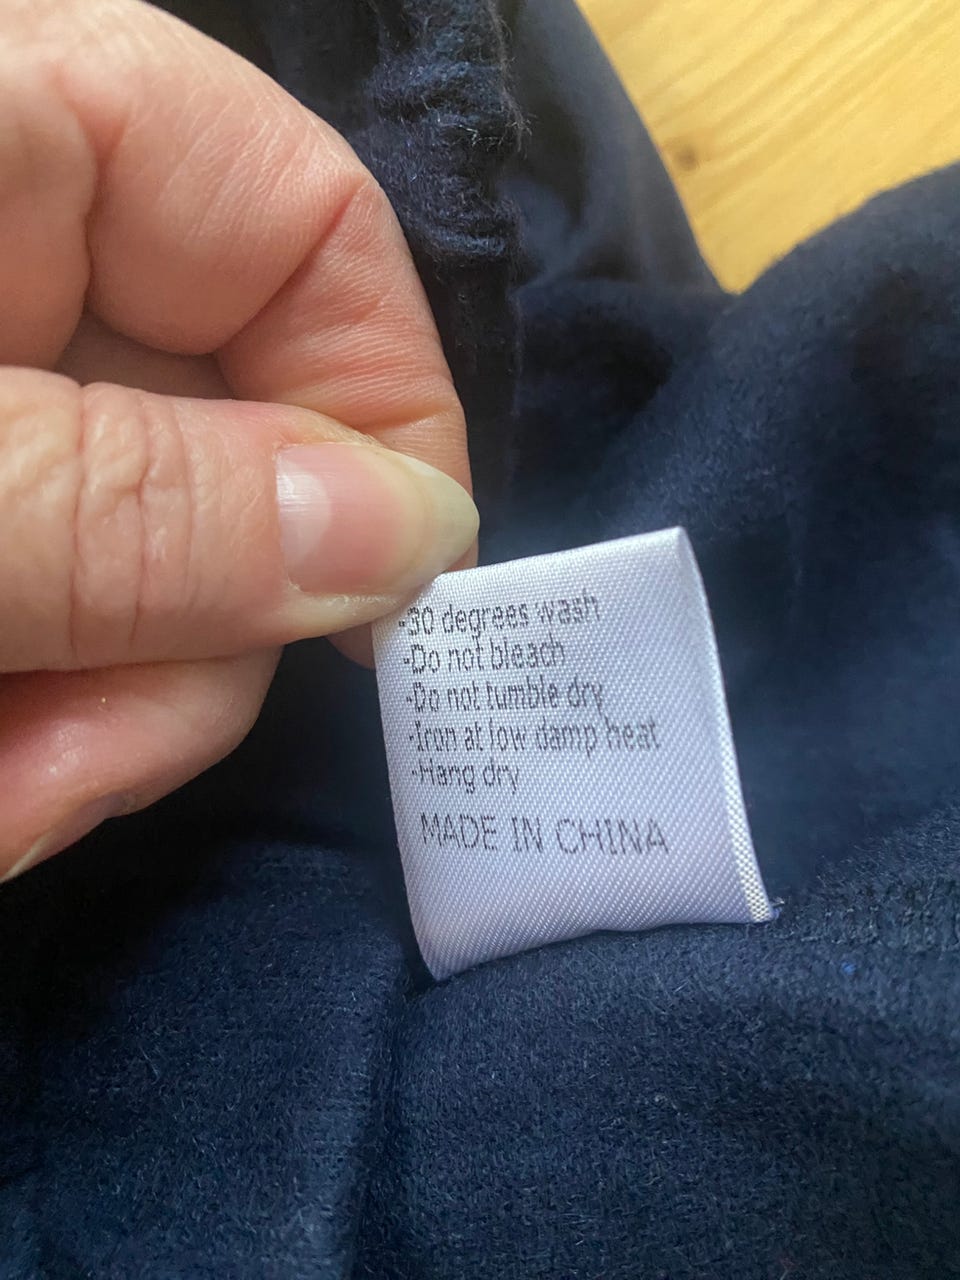 -30 degrees wash
-Do not bleach
-Do not tumble dry
-Iron at low damp heat
-Hang dry
MADE IN CHINA